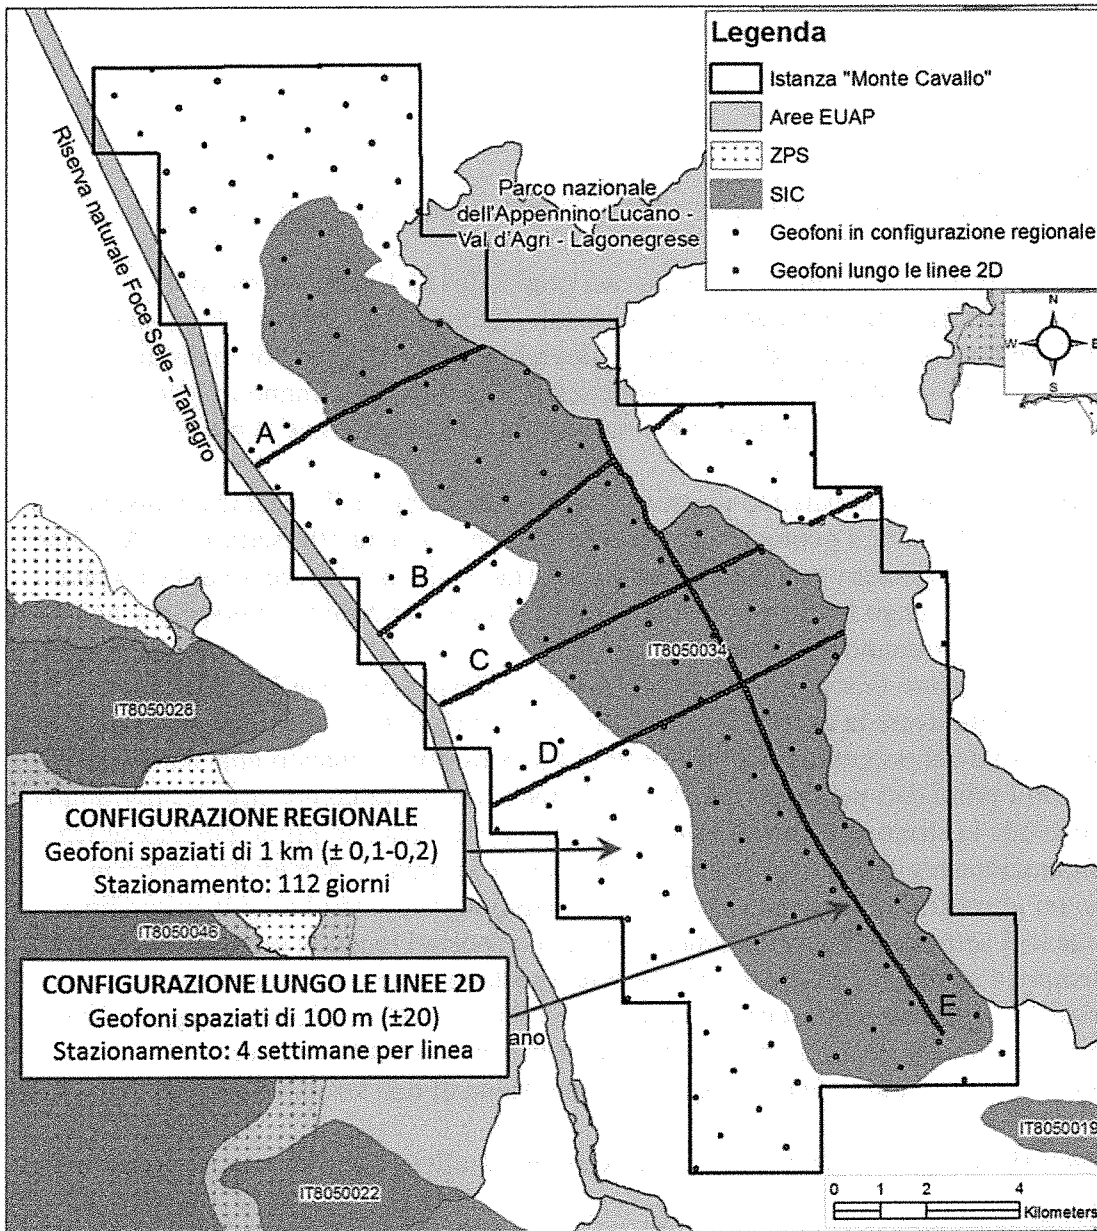 Legenda
Istanza "Monte Cavallo"
Aree EUAP
ZPS
SIC
Geofoni in configurazione regionale
Geofoni lungo le linee 2D
N
W
E
S
Riserva naturale Foce Sele - Tanagro
Parco nazionale
dell'Appennino Lucano -
Val d'Agri - Lagonegrese
A
B
C
D
E
IT8050034
IT8050028
CONFIGURAZIONE REGIONALE
Geofoni spaziati di 1 km (± 0,1-0,2)
Stazionamento: 112 giorni
IT8050046
CONFIGURAZIONE LUNGO LE LINEE 2D
Geofoni spaziati di 100 m (±20)
Stazionamento: 4 settimane per linea
ano
IT8050022
IT8050019
0 1 2 4
Kilometers